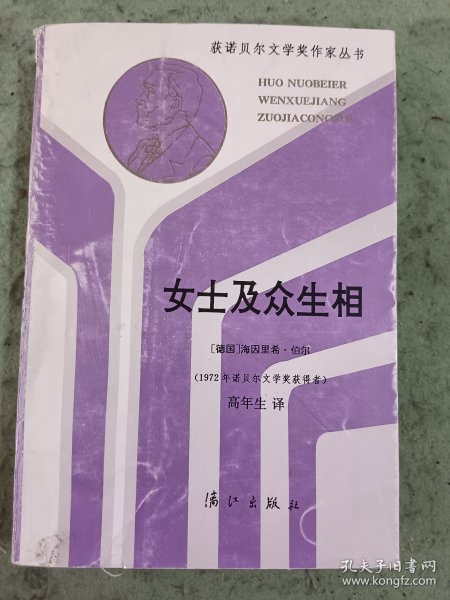 获诺贝尔文学奖作家丛书
HUO NUOBEIER
WENXUEJIANG
ZUOJIACONGSHU
女士及众生相
[德国]海因里希·伯尔
(1972年诺贝尔文学奖获得者)
高年生 译
漓江出版社
孔夫子旧书网
www.kongfz.com